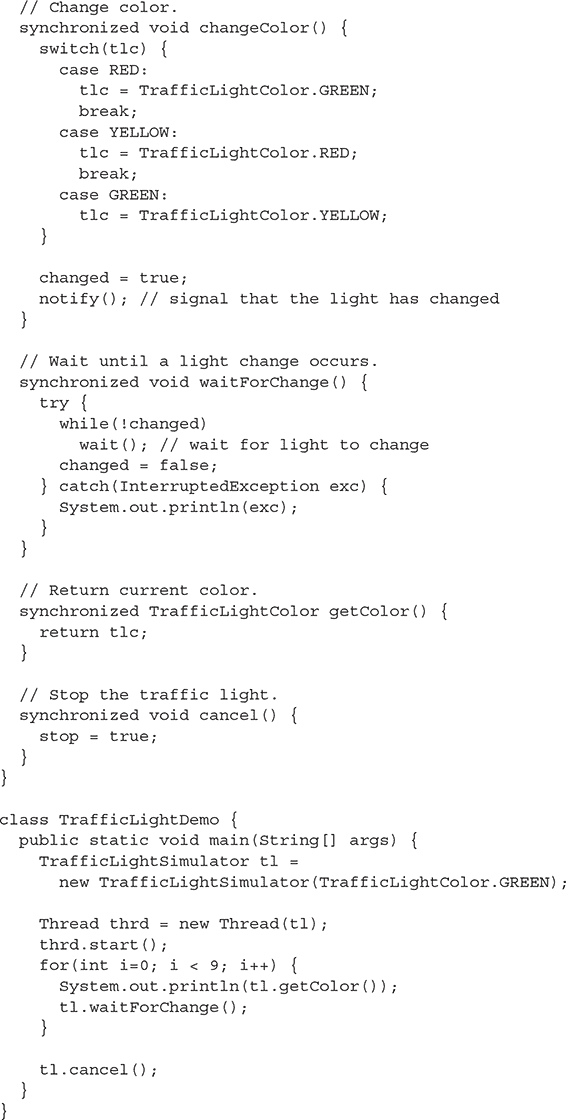 // Change color.
synchronized void changeColor() {
switch(tlc) {
case RED:
tlc = TrafficLightColor.GREEN;
break;
case YELLOW:
tlc = TrafficLightColor.RED;
break;
case GREEN:
tlc = TrafficLightColor.YELLOW;
}
changed = true;
notify(); // signal that the light has changed
}
// Wait until a light change occurs.
synchronized void waitForChange() {
try {
while(!changed)
wait(); // wait for light to change
changed = false;
} catch(InterruptedException exc) {
System.out.println(exc);
}
}
// Return current color.
synchronized TrafficLightColor getColor() {
return tlc;
}
// Stop the traffic light.
synchronized void cancel() {
stop = true;
}
}
class TrafficLightDemo {
public static void main(String[] args) {
TrafficLightSimulator tl =
new TrafficLightSimulator(TrafficLightColor.GREEN);
Thread thrd = new Thread(tl);
thrd.start();
for(int i=0; i < 9; i++) {
System.out.println(tl.getColor());
tl.waitForChange();
}
tl.cancel();
}
}